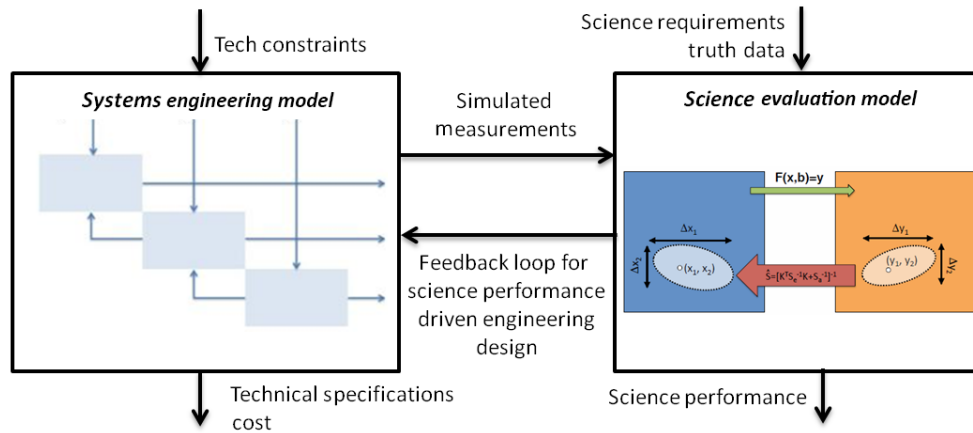 Tech constraints
Science requirements
truth data
Systems engineering model
Simulated
measurements
Science evaluation model
F(x,b)=y
Δx₁
Δx₂
(x₁, x₂)
Ŝ=[KᵀSₑ⁻¹K+Sₐ⁻¹]⁻¹
Δy₁
(y₁, y₂)
Δy₂
Feedback loop for
science performance
driven engineering
design
Technical specifications
cost
Science performance